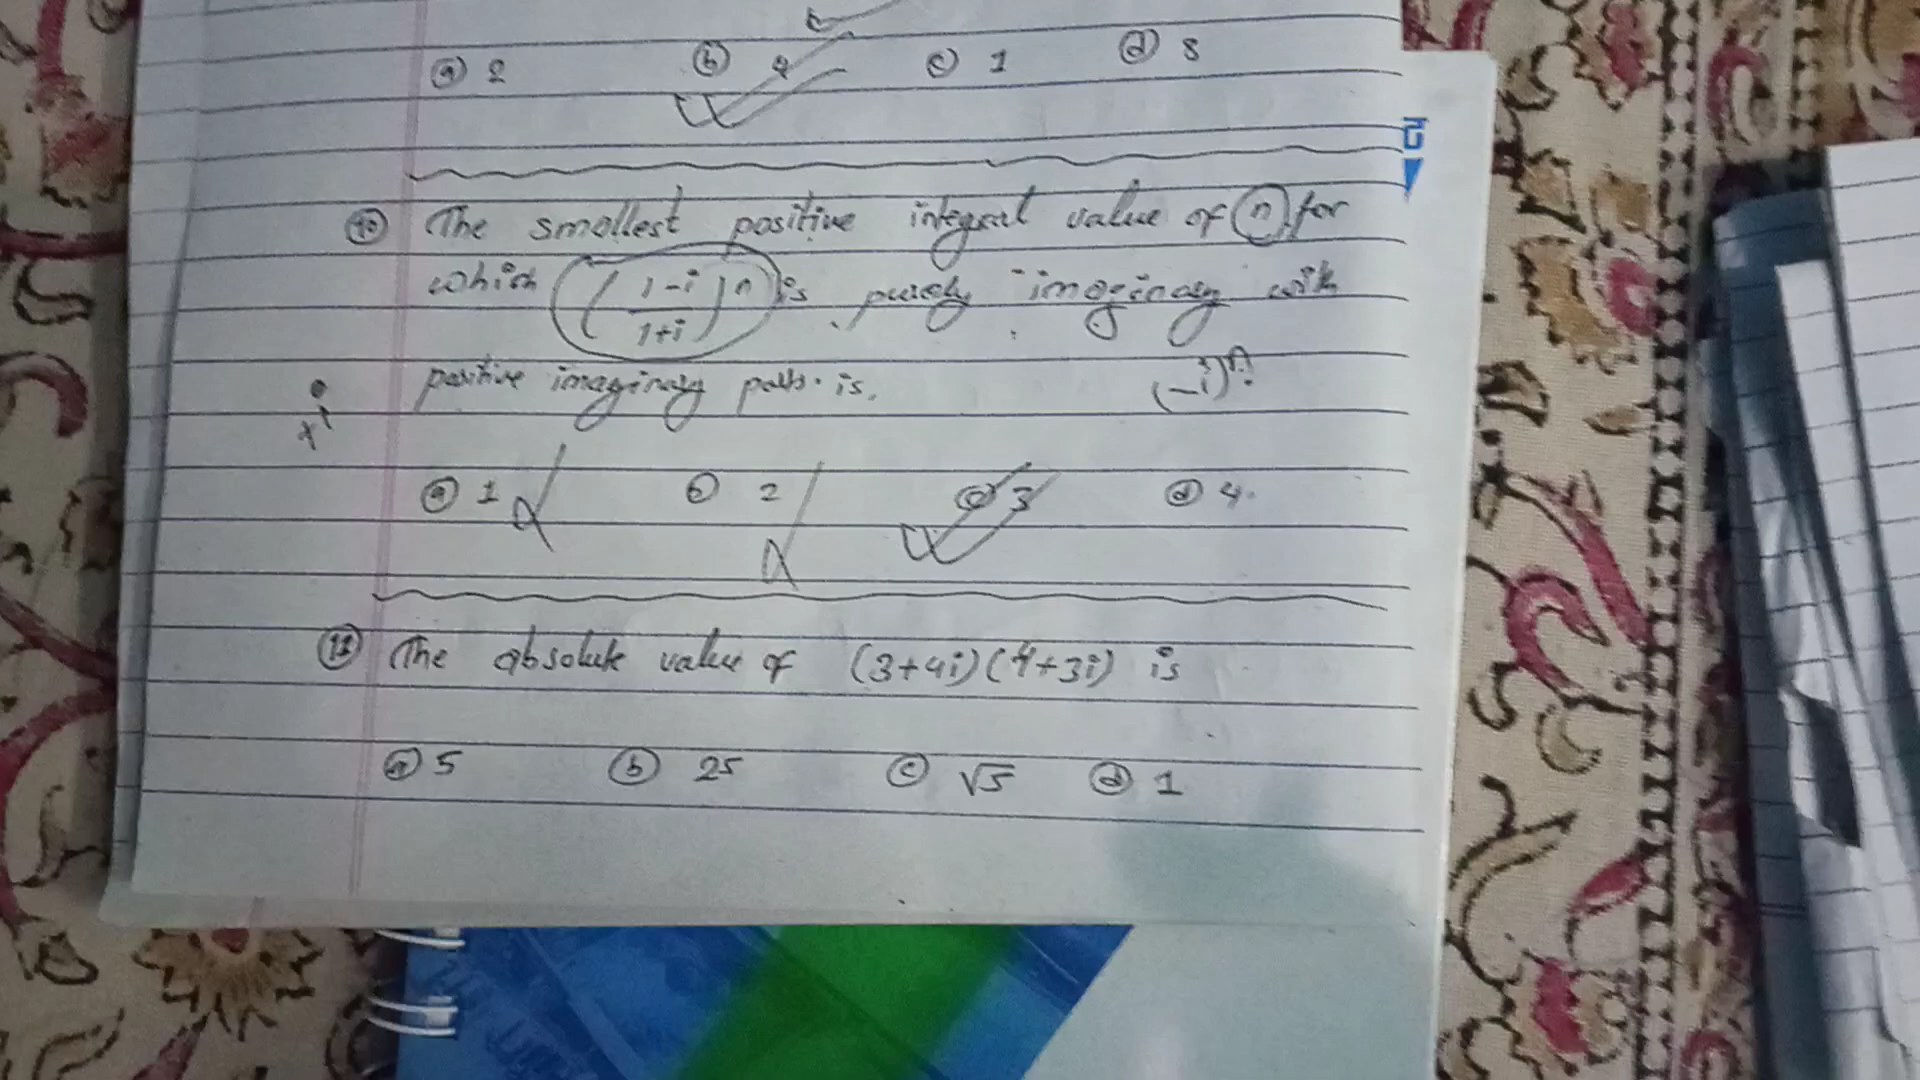 (a) 2 (b) 4 (c) 1 (d) 8
(10) The smallest positive integral value of (n) for
which ((1-i)/(1+i))^n is purely imaginary with
positive imaginary parts. is.
(-i)^n?
(a) 1 (b) 2 (c) 3 (d) 4.
The absolute value of (3+4i)(4+3i) is
(a) 5 (b) 25 (c) √5 (d) 1